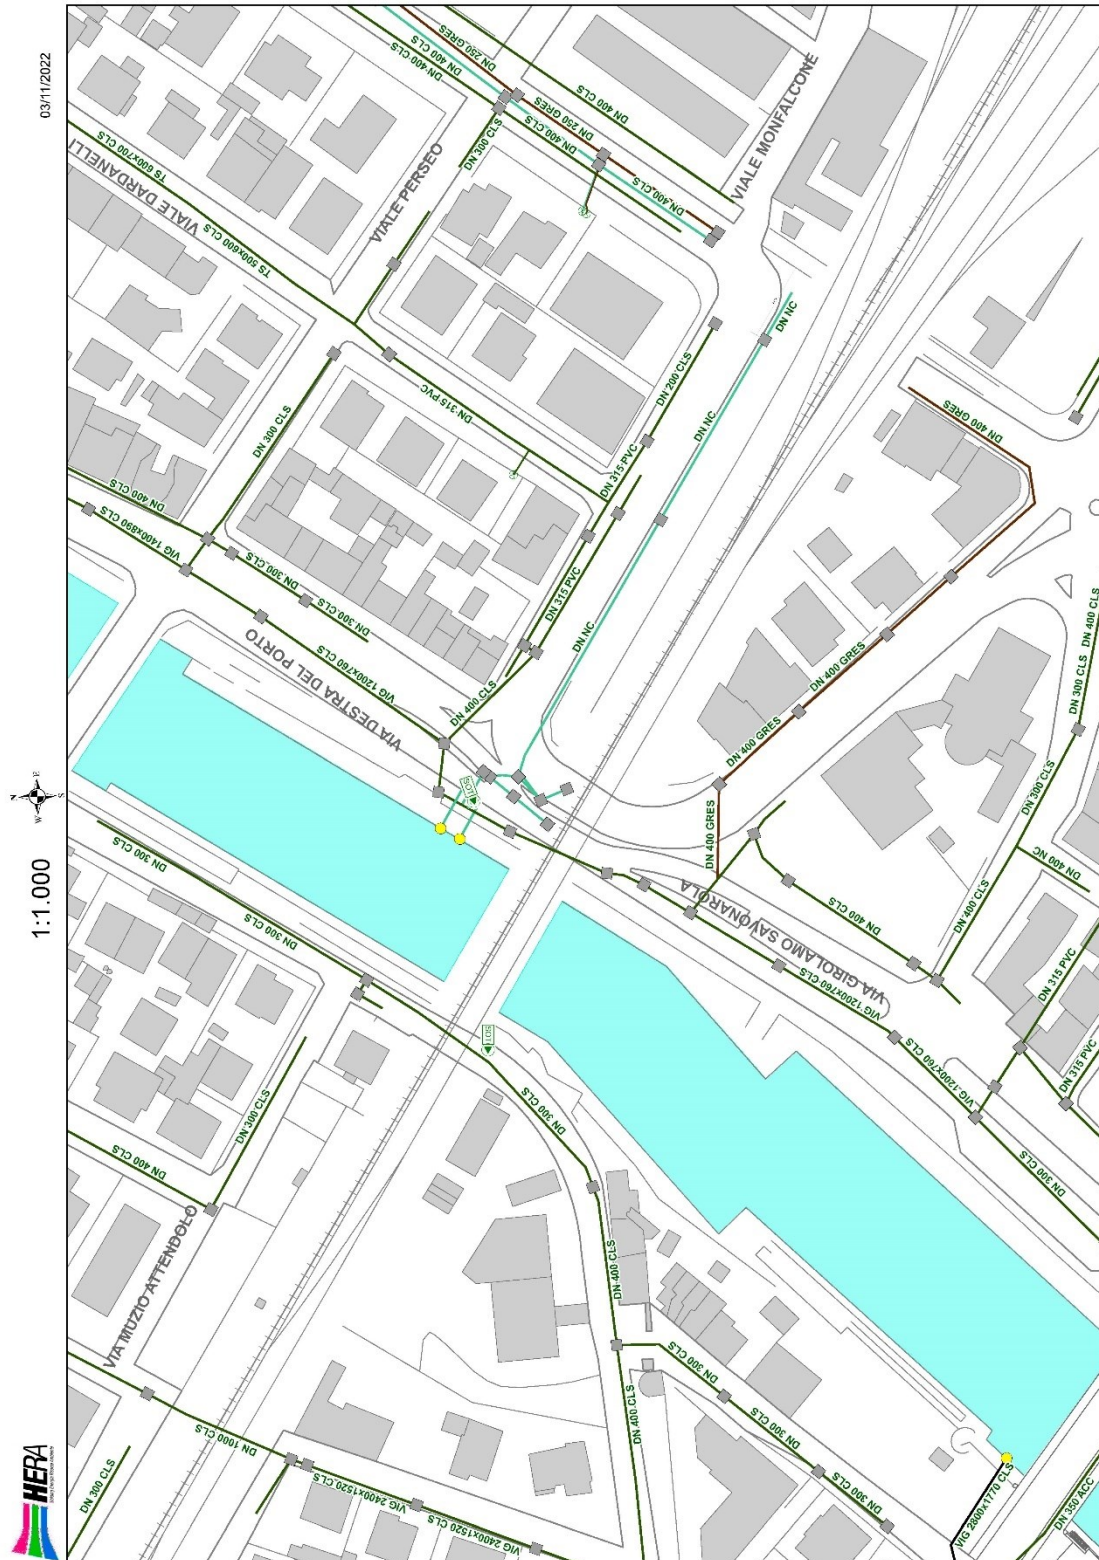 03/11/2022
1:1.000
N
W
E
S
HERA
DN 250 GRES
DN 400 CLS
DN 400 CLS
DN 400 CLS
DN 250 GRES
DN 400 CLS
DN 400 CLS
DN 300 CLS
VIALE MONFALCONE
TS 600x700 CLS
VIALE DARDANELLI
TS 500x600 CLS
VIALE PERSEO
DN 315 PVC
DN 200 CLS
DN NC
DN NC
DN NC
DN 300 CLS
DN 315 PVC
DN 315 PVC
DN 400 CLS
VIG 1400x890 CLS
DN 300 CLS
DN 300 CLS
VIA DESTRA DEL PORTO
VIG 1200x760 CLS
DN 400 CLS
SOTI
DN 400 GRES
DN 400 GRES
DN 400 GRES
DN 400 GRES
DN 400 CLS
DN 300 CLS
DN 300 CLS
DN 400 CLS
DN 400 NC
DN 400 CLS
VIA GIROLAMO SAVONAROLA
VIG 1200x760 CLS
VIG 1200x760 CLS
DN 315 PVC
DN 315 PVC
DN 300 CLS
DN 300 CLS
DN 300 CLS
SOTI
DN 300 CLS
DN 300 CLS
DN 400 CLS
VIA MUZIO ATTENDOLO
DN 400 CLS
DN 400 CLS
DN 300 CLS
DN 300 CLS
DN 300 CLS
DN 1000 CLS
DN 300 CLS
VIG 2400x1520 CLS
VIG 2400x1520 CLS
VIG 2800x1770 CLS
DN 350 ACC